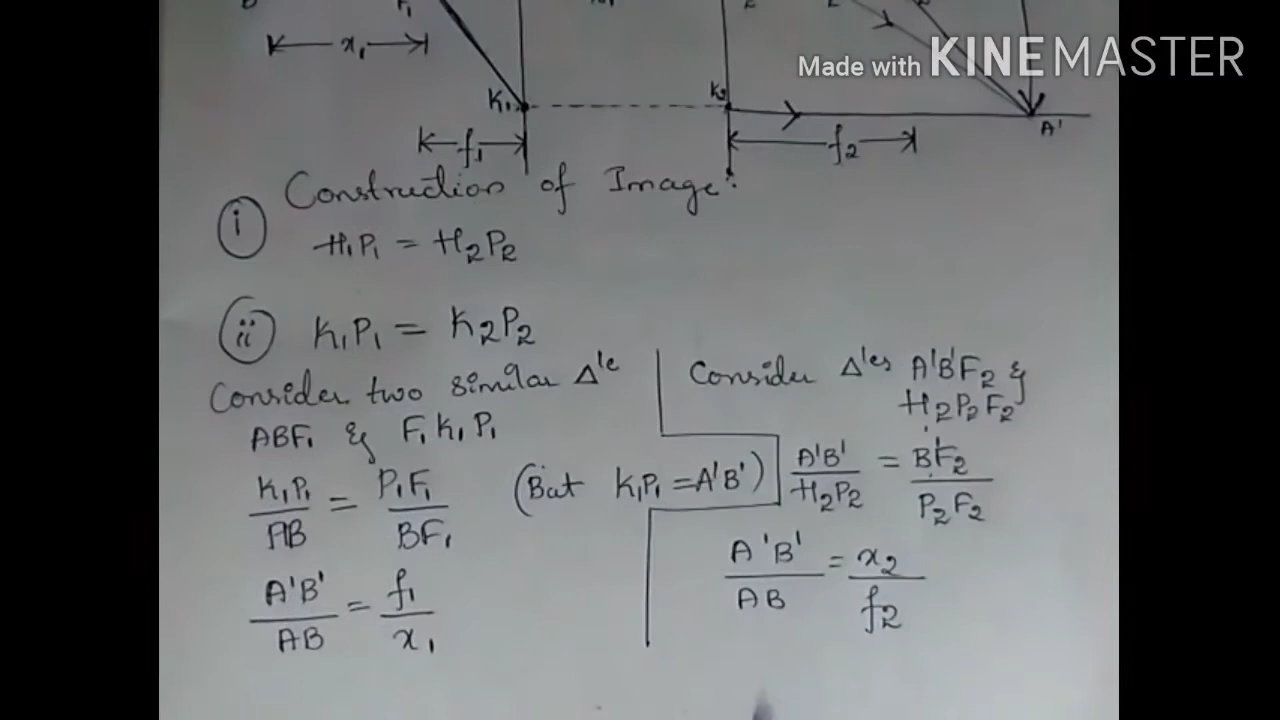 Made with KINEMASTER
F₁
x₁
K₁
K₂
A'
f₁
f₂
i Construction of Image:
H₁P₁ = H₂P₂
ii K₁P₁ = K₂P₂
Consider two similar Δ'le
ABF₁ & F₁K₁P₁
K₁P₁/AB = P₁F₁/BF₁ (But K₁P₁ = A'B')
A'B'/AB = f₁/x₁
Consider Δ'les A'B'F₂ &
H₂P₂F₂
A'B'/H₂P₂ = B'F₂/P₂F₂
A'B'/AB = x₂/f₂